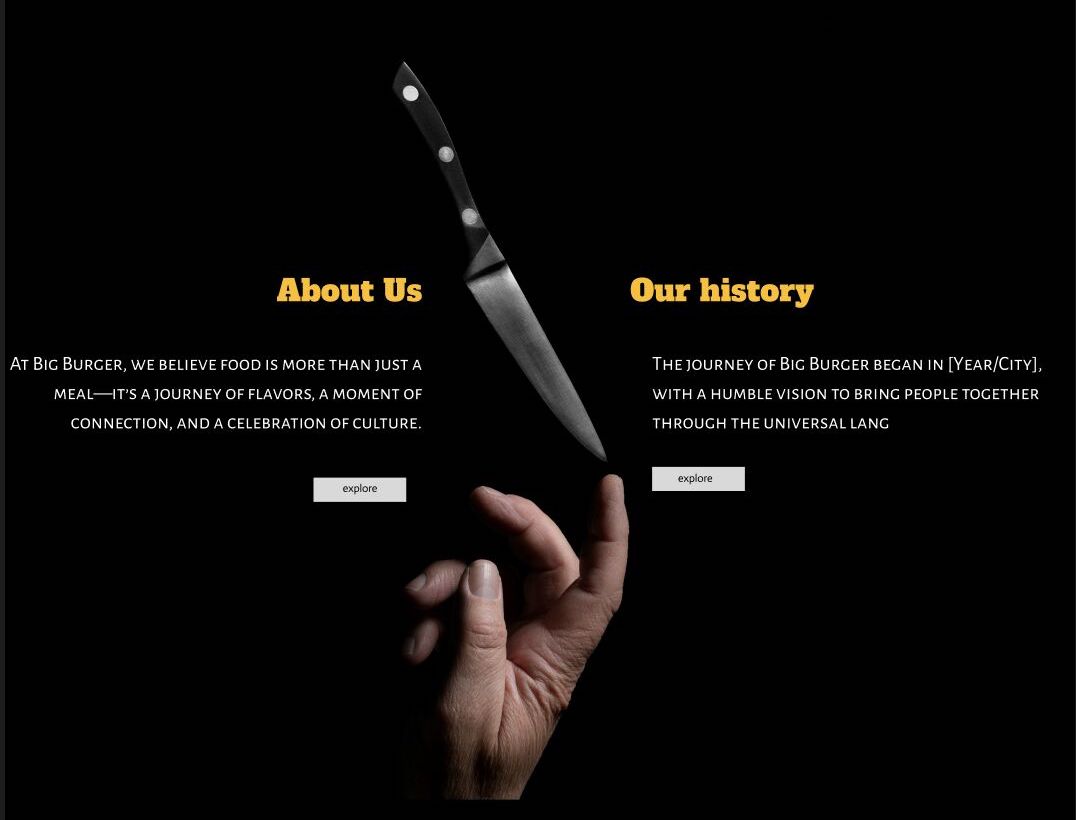 About Us
At Big Burger, we believe food is more than just a
meal—it's a journey of flavors, a moment of
connection, and a celebration of culture.
explore
Our history
The journey of Big Burger began in [Year/City],
with a humble vision to bring people together
through the universal lang
explore